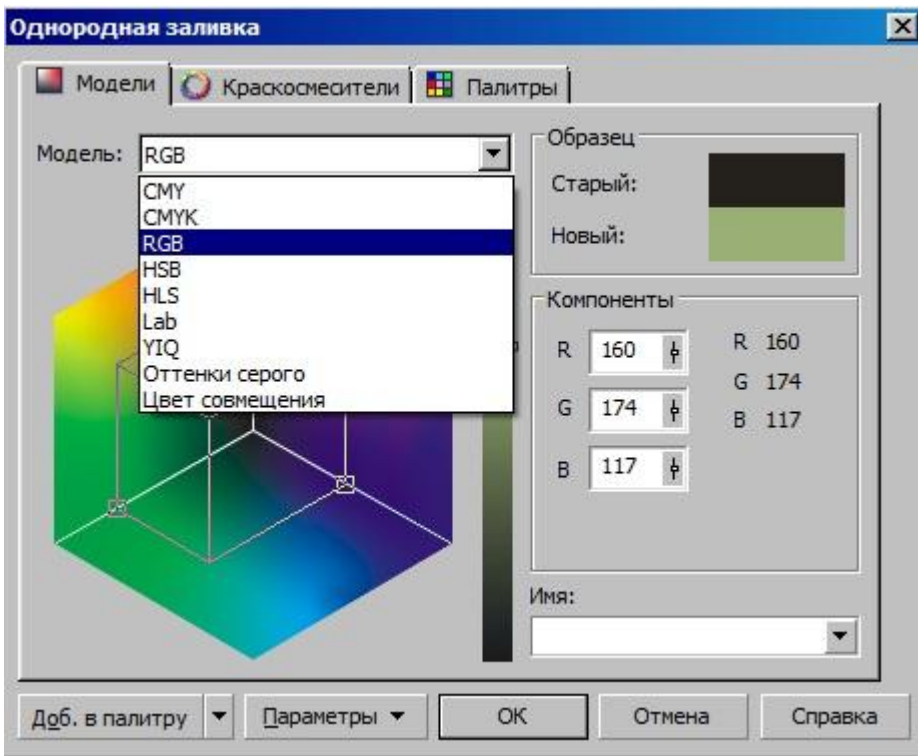 Однородная заливка
Модели Краскосмесители Палитры
Модель: RGB
CMY
CMYK
RGB
HSB
HLS
Lab
YIQ
Оттенки серого
Цвет совмещения
Образец
Старый:
Новый:
Компоненты
R 160 R 160
G 174 G 174
B 117 B 117
Имя:
Доб. в палитру Параметры OK Отмена Справка